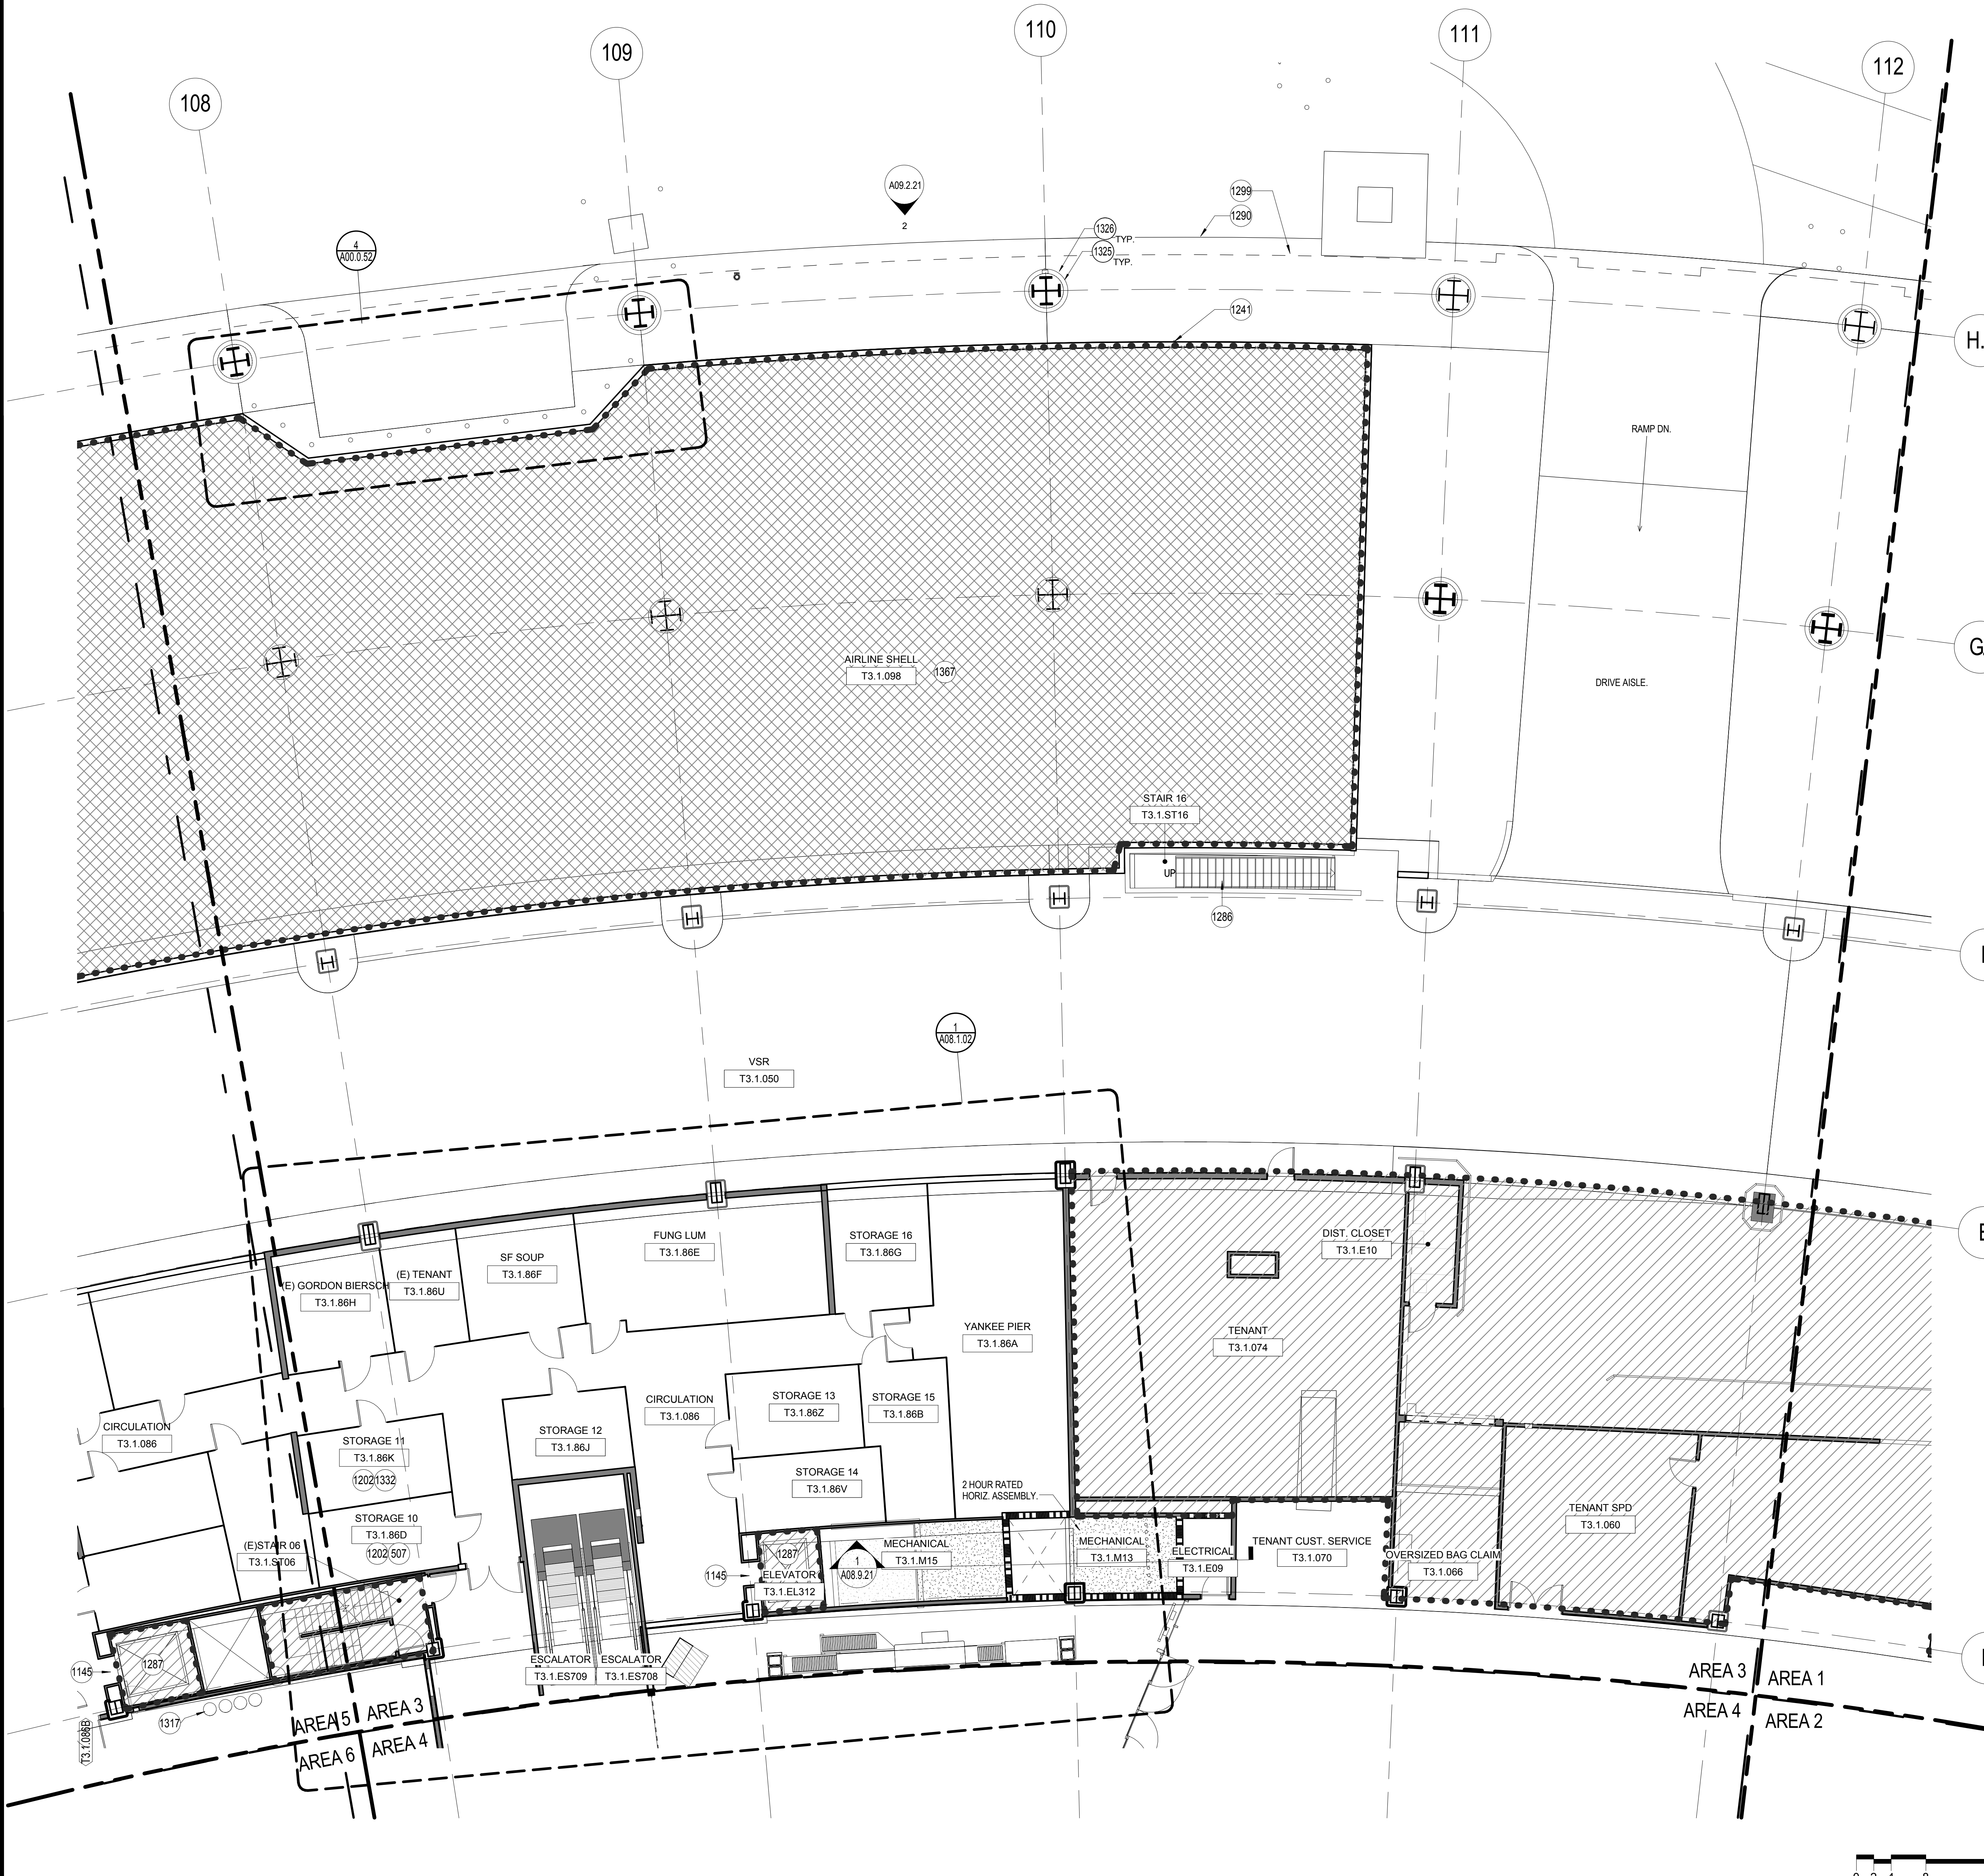 108
109
110
111
112
A09.2.21
2
4
A00.0.52
1299
1290
1326
TYP.
1325
TYP.
1241
H.
RAMP DN.
AIRLINE SHELL
T3.1.098
1367
DRIVE AISLE.
STAIR 16
T3.1.ST16
UP
1286
1
A08.1.02
VSR
T3.1.050
(E) GORDON BIERSCH
T3.1.86H
(E) TENANT
T3.1.86U
SF SOUP
T3.1.86F
FUNG LUM
T3.1.86E
STORAGE 16
T3.1.86G
YANKEE PIER
T3.1.86A
DIST. CLOSET
T3.1.E10
TENANT
T3.1.074
CIRCULATION
T3.1.086
STORAGE 11
T3.1.86K
1202
1332
STORAGE 12
T3.1.86J
CIRCULATION
T3.1.086
STORAGE 13
T3.1.86Z
STORAGE 15
T3.1.86B
STORAGE 14
T3.1.86V
2 HOUR RATED
HORIZ. ASSEMBLY.
STORAGE 10
T3.1.86D
1202
507
(E)STAIR 06
T3.1.ST06
TENANT SPD
T3.1.060
1145
1287
ELEVATOR
T3.1.EL312
1
A08.9.21
MECHANICAL
T3.1.M15
MECHANICAL
T3.1.M13
ELECTRICAL
T3.1.E09
TENANT CUST. SERVICE
T3.1.070
OVERSIZED BAG CLAIM
T3.1.066
1145
1287
1317
T3.1.086B
ESCALATOR
T3.1.ES709
ESCALATOR
T3.1.ES708
AREA 5
AREA 3
AREA 6
AREA 4
AREA 3
AREA 1
AREA 4
AREA 2